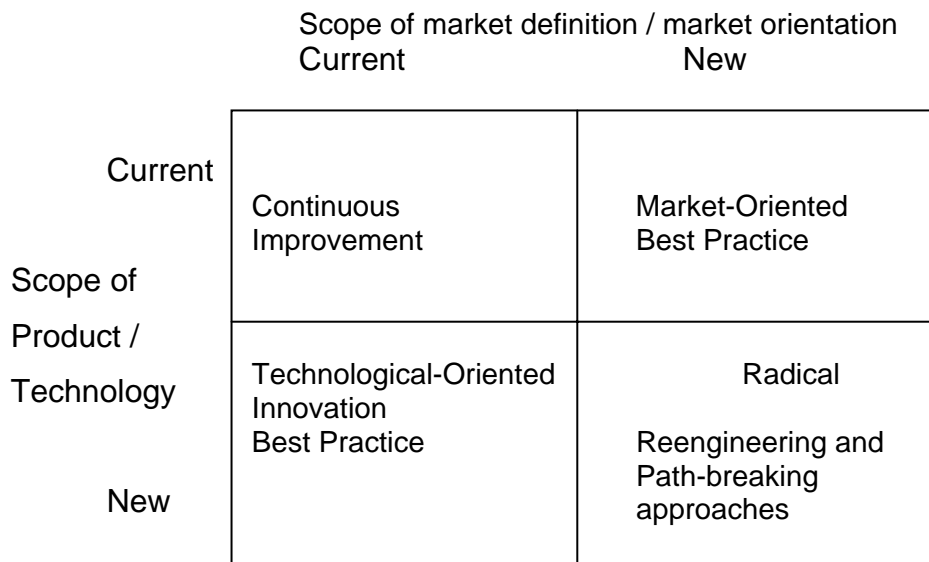 Scope of market definition / market orientation
Current New
Current
Continuous
Improvement
Market-Oriented
Best Practice
Scope of
Product /
Technology
New
Technological-Oriented
Innovation
Best Practice
Radical
Reengineering and
Path-breaking
approaches